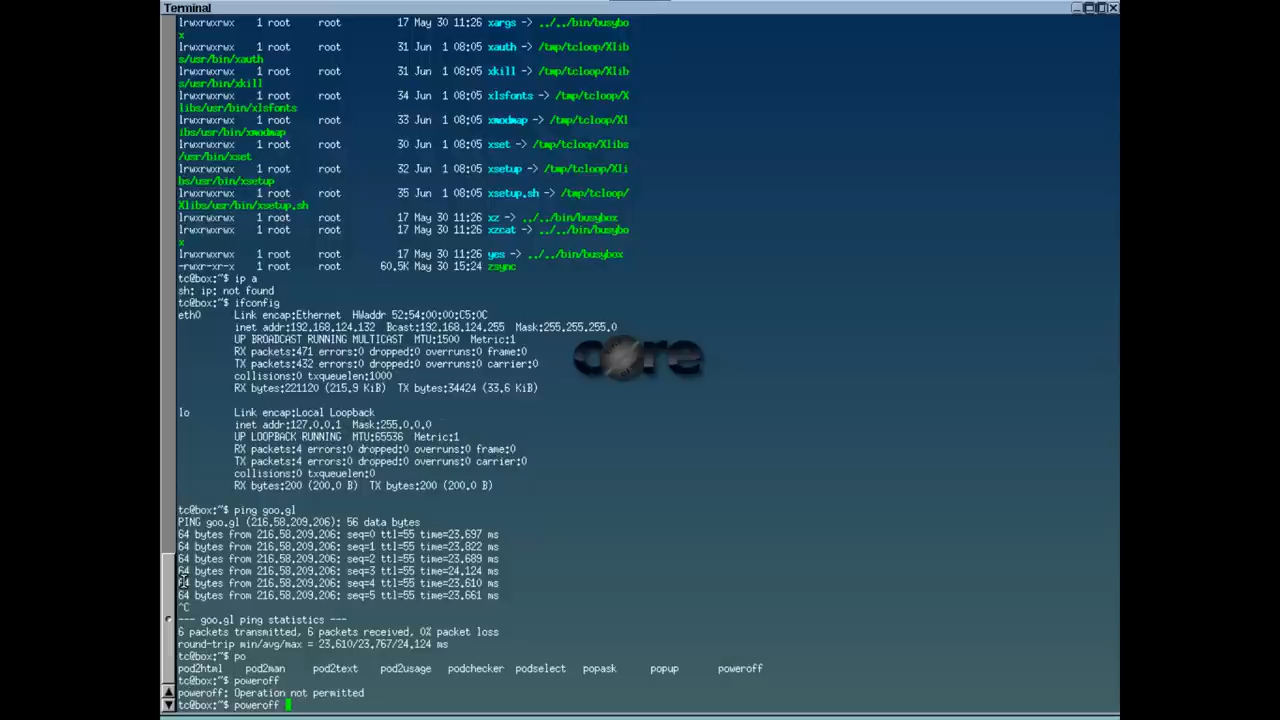 Terminal
lrwxrwxrwx 1 root root 17 May 30 11:26 xargs -> ../../bin/busybo
x
lrwxrwxrwx 1 root root 31 Jun 1 08:05 xauth -> /tmp/tcloop/Xlib
s/usr/bin/xauth
lrwxrwxrwx 1 root root 31 Jun 1 08:05 xkill -> /tmp/tcloop/Xlib
s/usr/bin/xkill
lrwxrwxrwx 1 root root 34 Jun 1 08:05 xlsfonts -> /tmp/tcloop/X
libs/usr/bin/xlsfonts
lrwxrwxrwx 1 root root 33 Jun 1 08:05 xmodmap -> /tmp/tcloop/Xl
ibs/usr/bin/xmodmap
lrwxrwxrwx 1 root root 30 Jun 1 08:05 xset -> /tmp/tcloop/Xlibs
/usr/bin/xset
lrwxrwxrwx 1 root root 32 Jun 1 08:05 xsetup -> /tmp/tcloop/Xli
bs/usr/bin/xsetup
lrwxrwxrwx 1 root root 35 Jun 1 08:05 xsetup.sh -> /tmp/tcloop/
Xlibs/usr/bin/xsetup.sh
lrwxrwxrwx 1 root root 17 May 30 11:26 xz -> ../../bin/busybox
lrwxrwxrwx 1 root root 17 May 30 11:26 xzcat -> ../../bin/busybo
x
lrwxrwxrwx 1 root root 17 May 30 11:26 yes -> ../../bin/busybox
-rwxr-xr-x 1 root root 60.5K May 30 15:24 zsync
tc@box:~$ ip a
sh: ip: not found
tc@box:~$ ifconfig
eth0 Link encap:Ethernet HWaddr 52:54:00:00:C5:0C
inet addr:192.168.124.132 Bcast:192.168.124.255 Mask:255.255.255.0
UP BROADCAST RUNNING MULTICAST MTU:1500 Metric:1
RX packets:471 errors:0 dropped:0 overruns:0 frame:0
TX packets:432 errors:0 dropped:0 overruns:0 carrier:0
collisions:0 txqueuelen:1000
RX bytes:221120 (215.9 KiB) TX bytes:34424 (33.6 KiB)
core
lo Link encap:Local Loopback
inet addr:127.0.0.1 Mask:255.0.0.0
UP LOOPBACK RUNNING MTU:65536 Metric:1
RX packets:4 errors:0 dropped:0 overruns:0 frame:0
TX packets:4 errors:0 dropped:0 overruns:0 carrier:0
collisions:0 txqueuelen:0
RX bytes:200 (200.0 B) TX bytes:200 (200.0 B)
tc@box:~$ ping goo.gl
PING goo.gl (216.58.209.206): 56 data bytes
64 bytes from 216.58.209.206: seq=0 ttl=55 time=23.697 ms
64 bytes from 216.58.209.206: seq=1 ttl=55 time=23.822 ms
64 bytes from 216.58.209.206: seq=2 ttl=55 time=23.689 ms
64 bytes from 216.58.209.206: seq=3 ttl=55 time=24.124 ms
64 bytes from 216.58.209.206: seq=4 ttl=55 time=23.610 ms
64 bytes from 216.58.209.206: seq=5 ttl=55 time=23.661 ms
^C
--- goo.gl ping statistics ---
6 packets transmitted, 6 packets received, 0% packet loss
round-trip min/avg/max = 23.610/23.767/24.124 ms
tc@box:~$ po
pod2html pod2man pod2text pod2usage podchecker podselect popask popup poweroff
tc@box:~$ poweroff
poweroff: Operation not permitted
tc@box:~$ poweroff